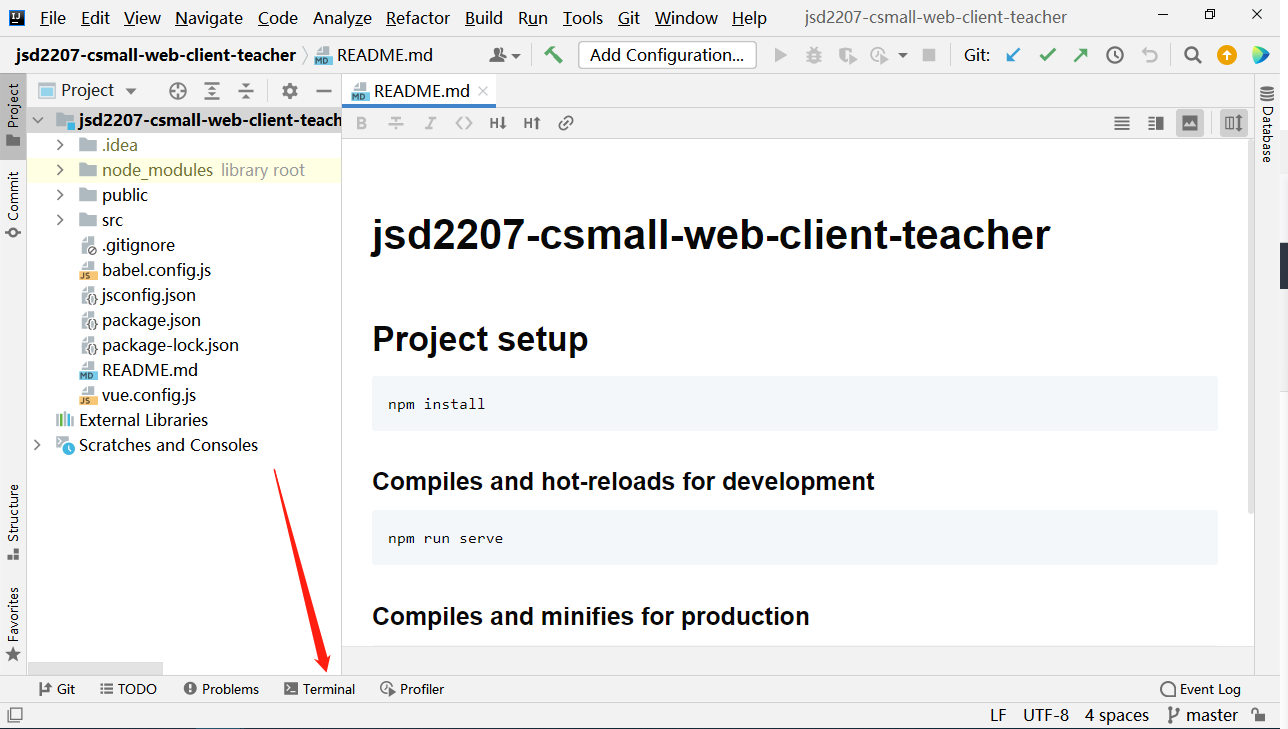 File Edit View Navigate Code Analyze Refactor Build Run Tools Git Window Help jsd2207-csmall-web-client-teacher
jsd2207-csmall-web-client-teacher README.md Add Configuration... Git:
Project
README.md
jsd2207-csmall-web-client-teach
.idea
node_modules library root
public
src
.gitignore
babel.config.js
jsconfig.json
package.json
package-lock.json
README.md
vue.config.js
External Libraries
Scratches and Consoles
Project
Commit
Structure
Favorites
B I H H
jsd2207-csmall-web-client-teacher
Project setup
npm install
Compiles and hot-reloads for development
npm run serve
Compiles and minifies for production
Database
Git TODO Problems Terminal Profiler Event Log
LF UTF-8 4 spaces master